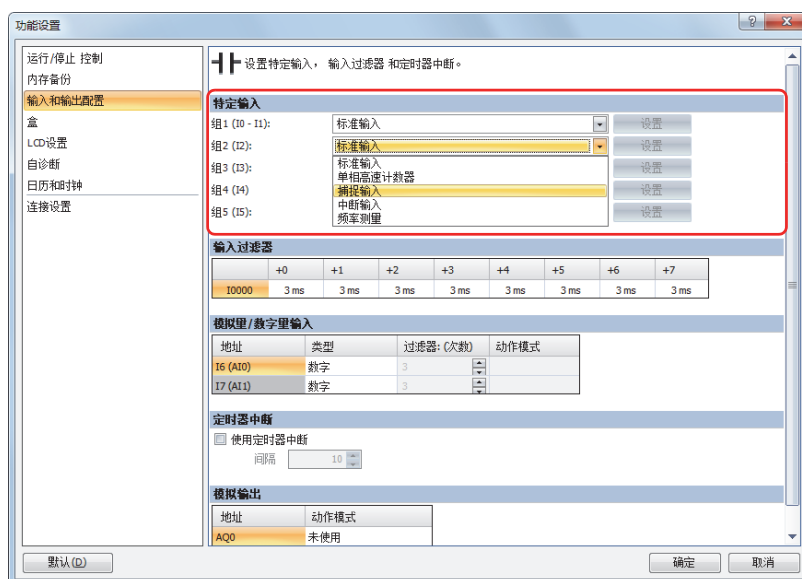 功能设置
运行/停止 控制
内存备份
输入和输出配置
盒
LCD设置
自诊断
日历和时钟
连接设置
设置特定输入， 输入过滤器 和定时器中断。
特定输入
组1 (I0 - I1): 标准输入 设置
组2 (I2): 标准输入 设置
组3 (I3): 标准输入 设置
单相高速计数器
组4 (I4) 捕捉输入 设置
中断输入
组5 (I5): 频率测量 设置
输入过滤器
+0 +1 +2 +3 +4 +5 +6 +7
I0000 3 ms 3 ms 3 ms 3 ms 3 ms 3 ms 3 ms 3 ms
模拟量/数字量输入
地址 类型 过滤器: (次数) 动作模式
I6 (AI0) 数字 3
I7 (AI1) 数字 3
定时器中断
使用定时器中断
间隔 10
模拟输出
地址 动作模式
AQ0 未使用
默认(D) 确定 取消